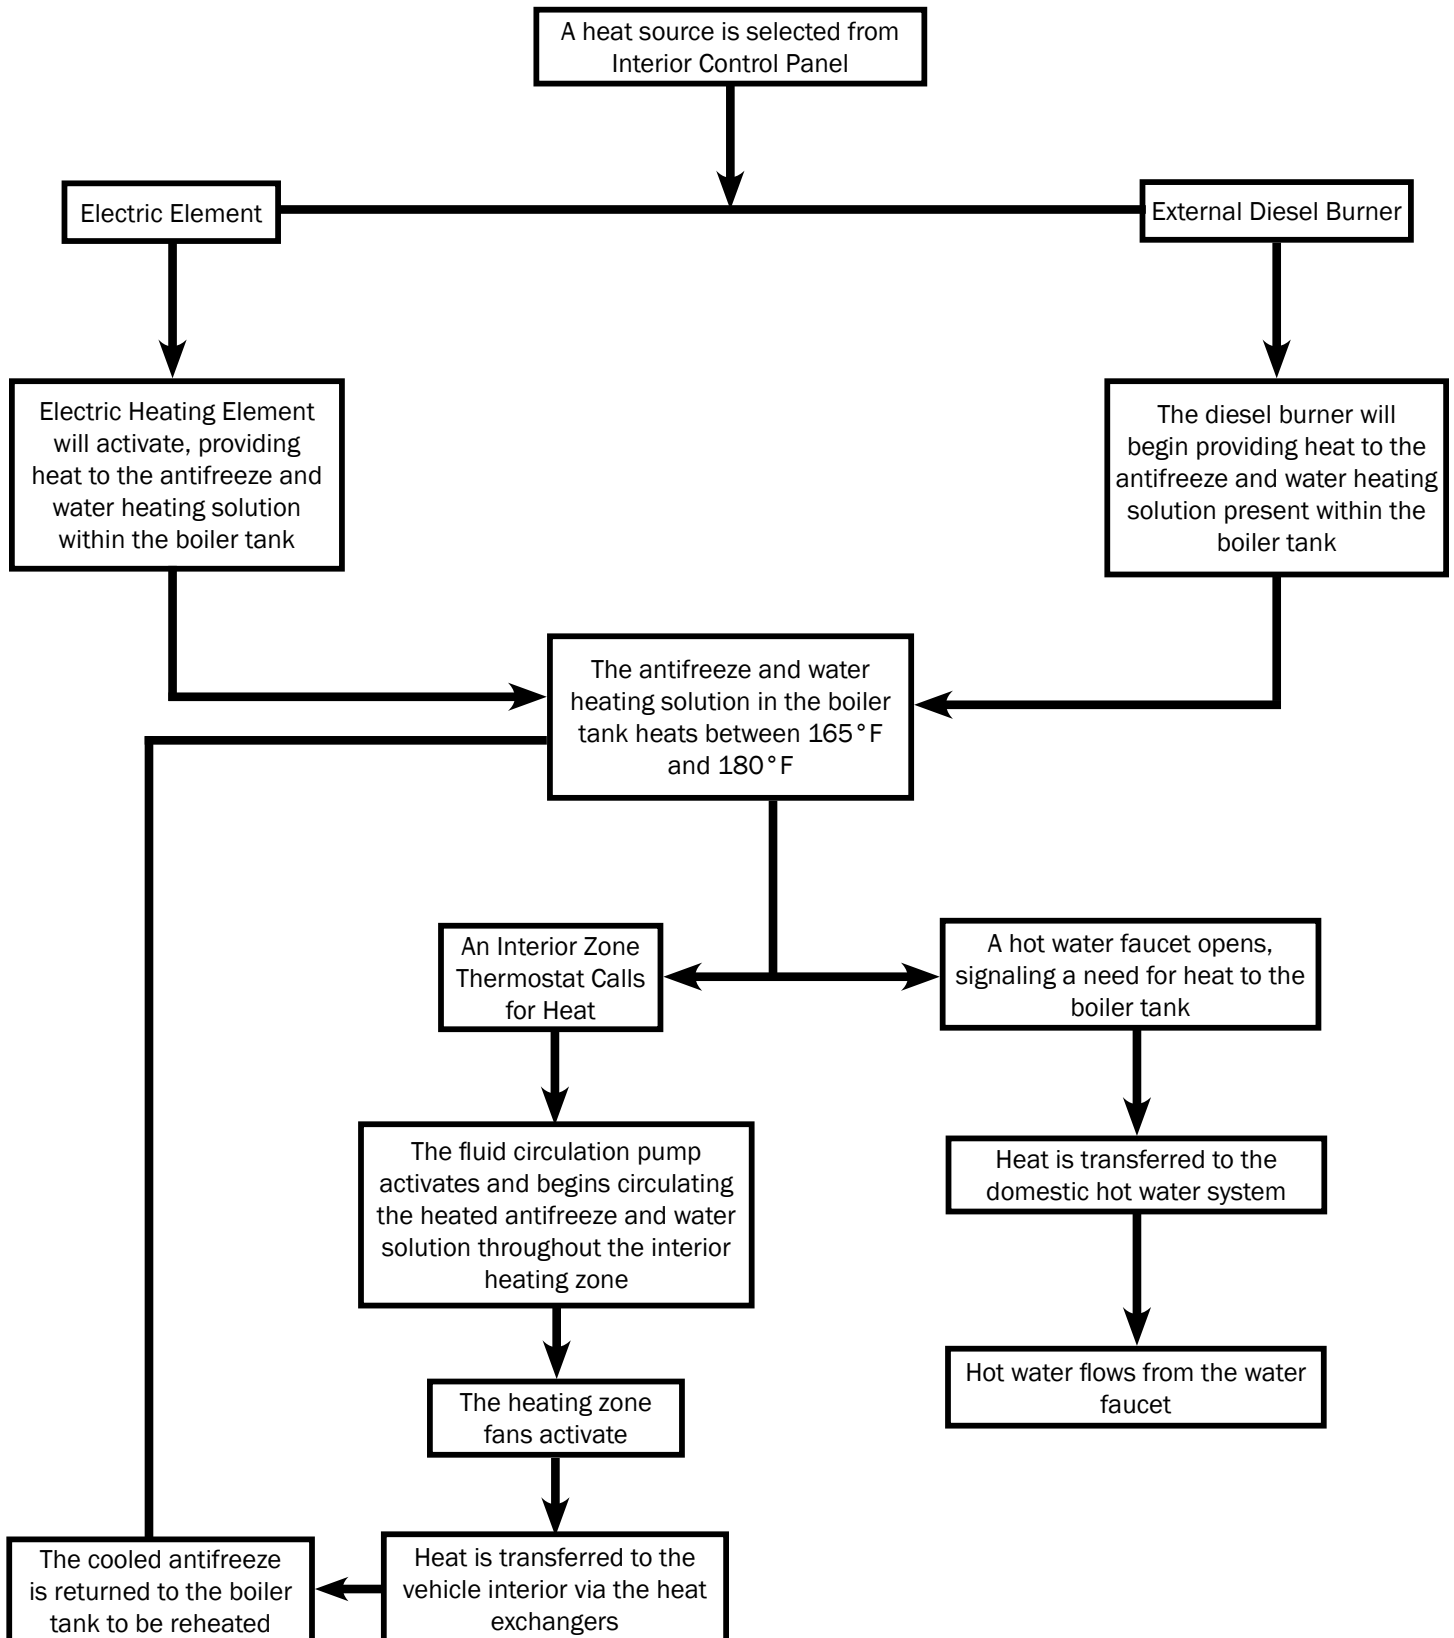 A heat source is selected from
Interior Control Panel
Electric Element
External Diesel Burner
Electric Heating Element
will activate, providing
heat to the antifreeze and
water heating solution
within the boiler tank
The diesel burner will
begin providing heat to the
antifreeze and water heating
solution present within the
boiler tank
The antifreeze and water
heating solution in the boiler
tank heats between 165°F
and 180°F
An Interior Zone
Thermostat Calls
for Heat
A hot water faucet opens,
signaling a need for heat to the
boiler tank
The fluid circulation pump
activates and begins circulating
the heated antifreeze and water
solution throughout the interior
heating zone
Heat is transferred to the
domestic hot water system
The heating zone
fans activate
Hot water flows from the water
faucet
Heat is transferred to the
vehicle interior via the heat
exchangers
The cooled antifreeze
is returned to the boiler
tank to be reheated